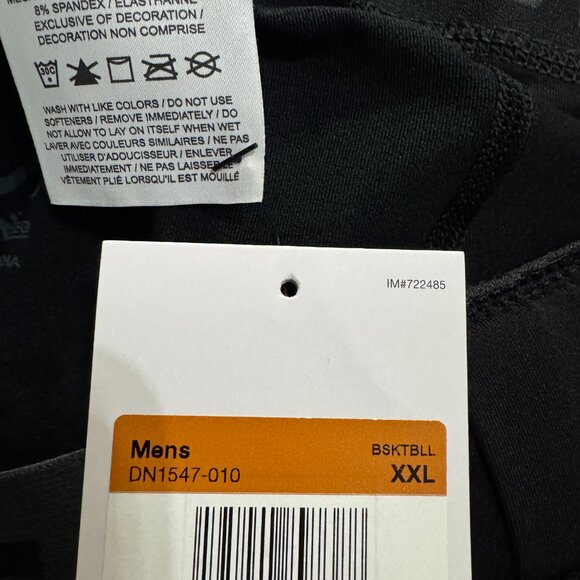 8% SPANDEX / ELASTHANNE
EXCLUSIVE OF DECORATION /
DECORATION NON COMPRIS
30C
WASH WITH LIKE COLORS / DO NOT USE
SOFTENERS / REMOVE IMMEDIATELY / DO
NOT ALLOW TO LAY ON ITSELF WHEN WET
LAVER AVEC COULEURS SIMILAIRES / NE PAS
UTILISER D'ADOUCISSEUR / ENLEVER
IMMEDIATEMENT / NE PAS LAISSER LE
VÊTEMENT PLIÉ LORSQU'IL EST MOUILLÉ
IM#722485
Mens
BSKTBLL
DN1547-010
XXL